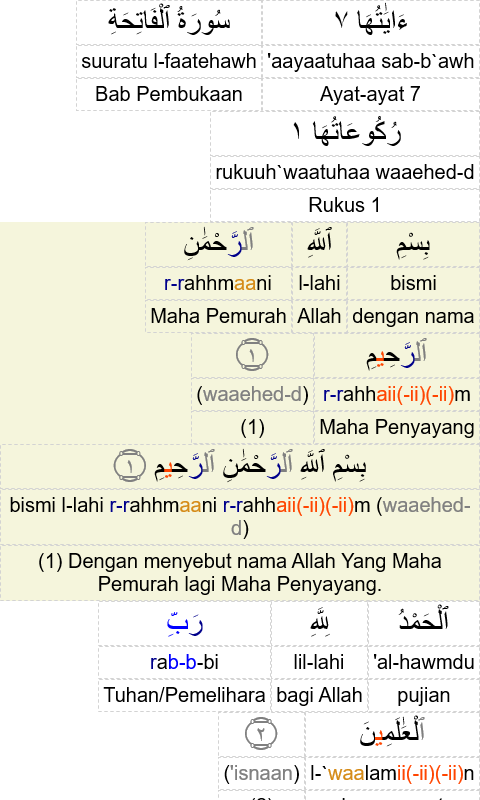 سُورَةُ ٱلْفَاتِحَةِ ءَايَٰتُهَا ٧
suuratu l-faatehawh 'aayaatuhaa sab-b`awh
Bab Pembukaan Ayat-ayat 7
رُكُوعَاتُهَا ١
rukuuh`waatuhaa waaehed-d
Rukus 1
بِسْمِ ٱللَّهِ ٱلرَّحْمَٰنِ
r-rahhmaani l-lahi bismi
Maha Pemurah Allah dengan nama
ٱلرَّحِيمِ ١
(waaehed-d) r-rahhaii(-ii)(-ii)m
(1) Maha Penyayang
بِسْمِ ٱللَّهِ ٱلرَّحْمَٰنِ ٱلرَّحِيمِ ١
bismi l-lahi r-rahhmaani r-rahhaii(-ii)(-ii)m (waaehed-
d)
(1) Dengan menyebut nama Allah Yang Maha
Pemurah lagi Maha Penyayang.
ٱلْحَمْدُ لِلَّهِ رَبِّ
rab-b-bi lil-lahi 'al-hawmdu
Tuhan/Pemelihara bagi Allah pujian
ٱلْعَٰلَمِينَ ٢
('isnaan) l-`waalamii(-ii)(-ii)n